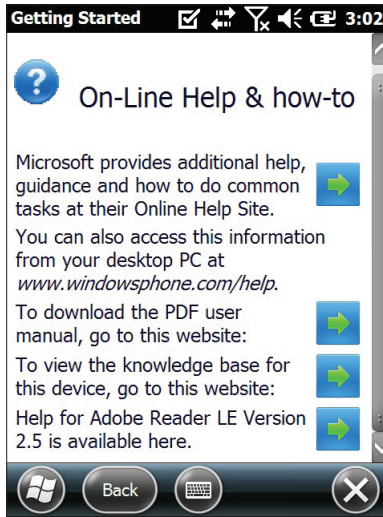 Getting Started 3:02
On-Line Help & how-to
Microsoft provides additional help,
guidance and how to do common
tasks at their Online Help Site.
You can also access this information
from your desktop PC at
www.windowsphone.com/help.
To download the PDF user
manual, go to this website:
To view the knowledge base for
this device, go to this website:
Help for Adobe Reader LE Version
2.5 is available here.
Back